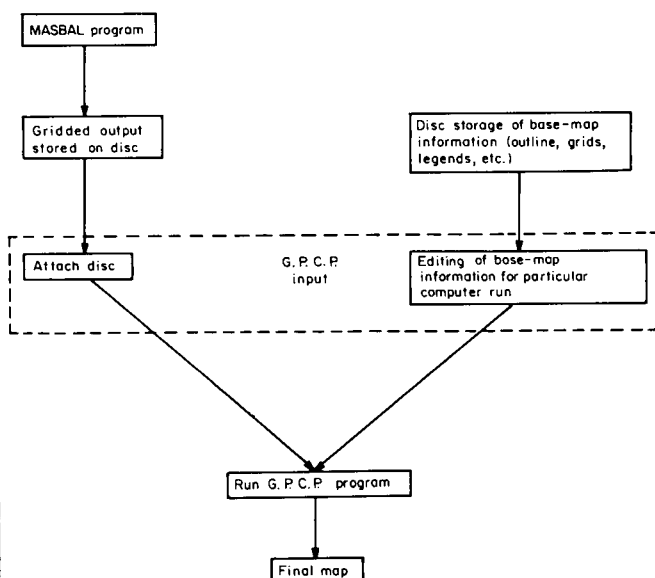 MASBAL program
Gridded output
stored on disc
Disc storage of base-map
information (outline, grids,
legends, etc.)
Attach disc
G.P.C.P.
input
Editing of base-map
information for particular
computer run
Run G.P.C.P. program
Final map